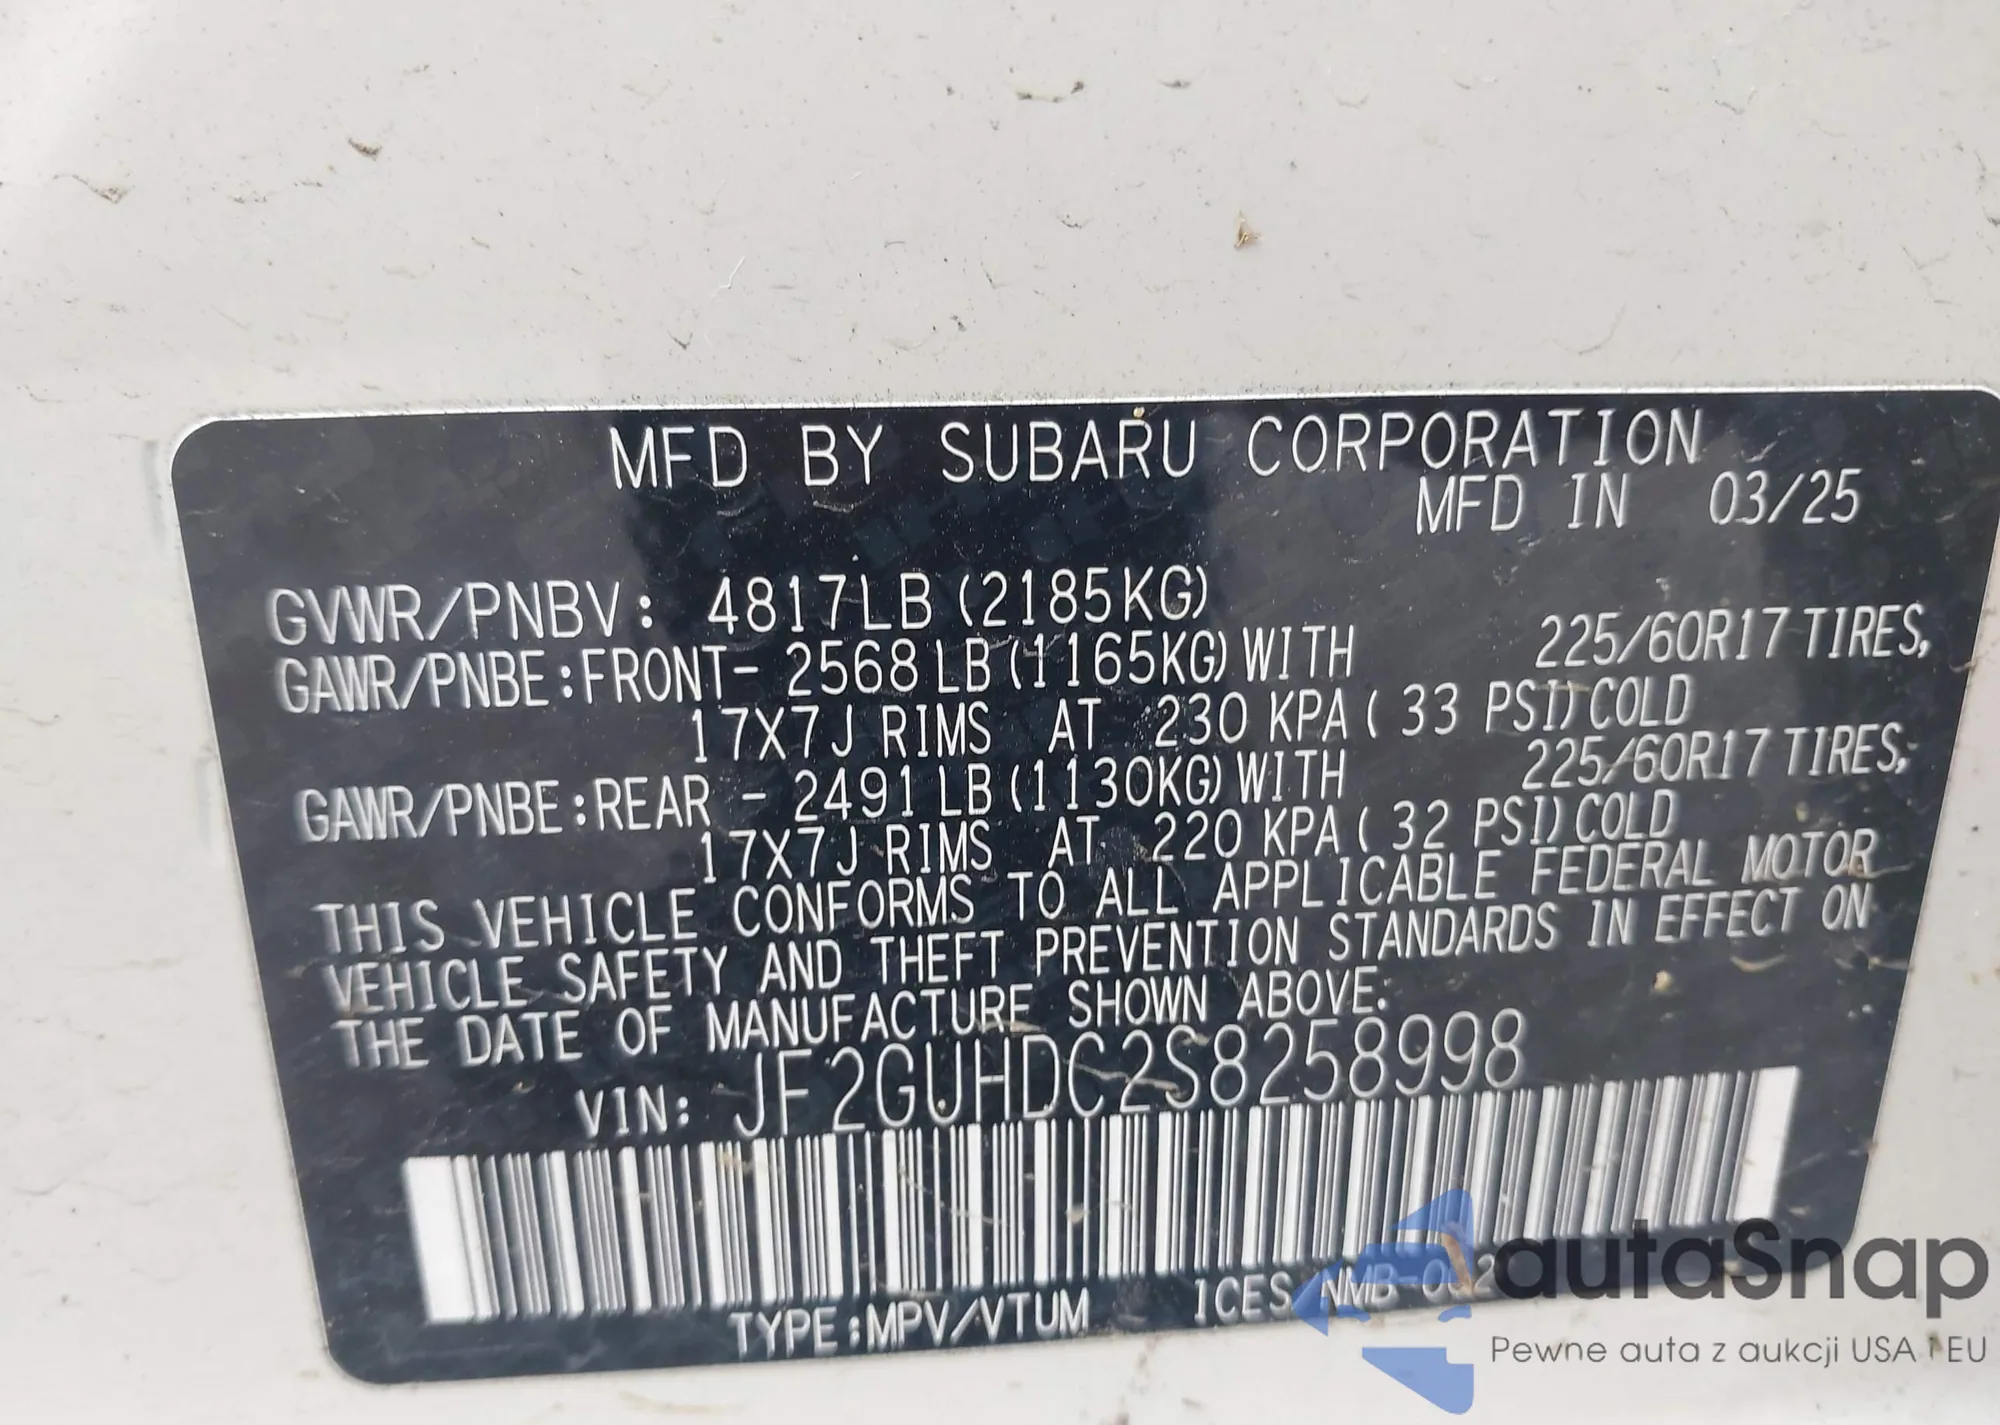 MFD BY SUBARU CORPORATION
MFD IN 03/25
GVWR/PNBV: 4817LB (2185KG)
GAWR/PNBE:FRONT- 2568 LB (1165KG) WITH 225/60R17 TIRES,
17X7J RIMS AT 230 KPA ( 33 PSI) COLD
GAWR/PNBE:REAR - 2491 LB (1130KG) WITH 225/60R17 TIRES,
17X7J RIMS AT 220 KPA ( 32 PSI) COLD
THIS VEHICLE CONFORMS TO ALL APPLICABLE FEDERAL MOTOR
VEHICLE SAFETY AND THEFT PREVENTION STANDARDS IN EFFECT ON
THE DATE OF MANUFACTURE SHOWN ABOVE.
VIN: JF2GUHDC2S8258998
TYPE:MPV/VTUM ICES
autaSnap
Pewne auta z aukcji USA i EU